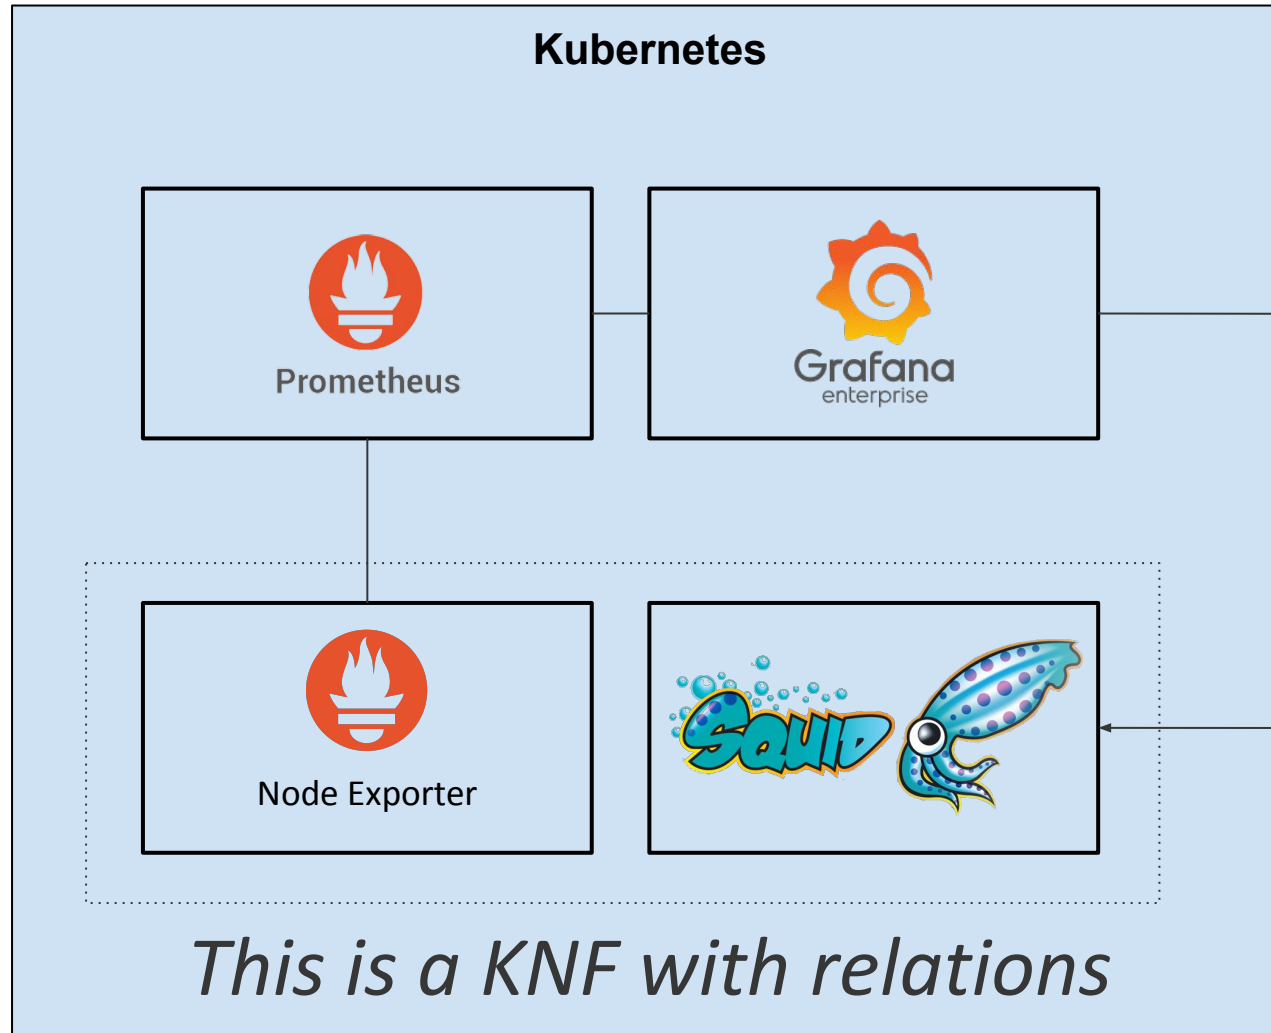 Kubernetes
Prometheus
Grafana
enterprise
Node Exporter
SQUID
This is a KNF with relations